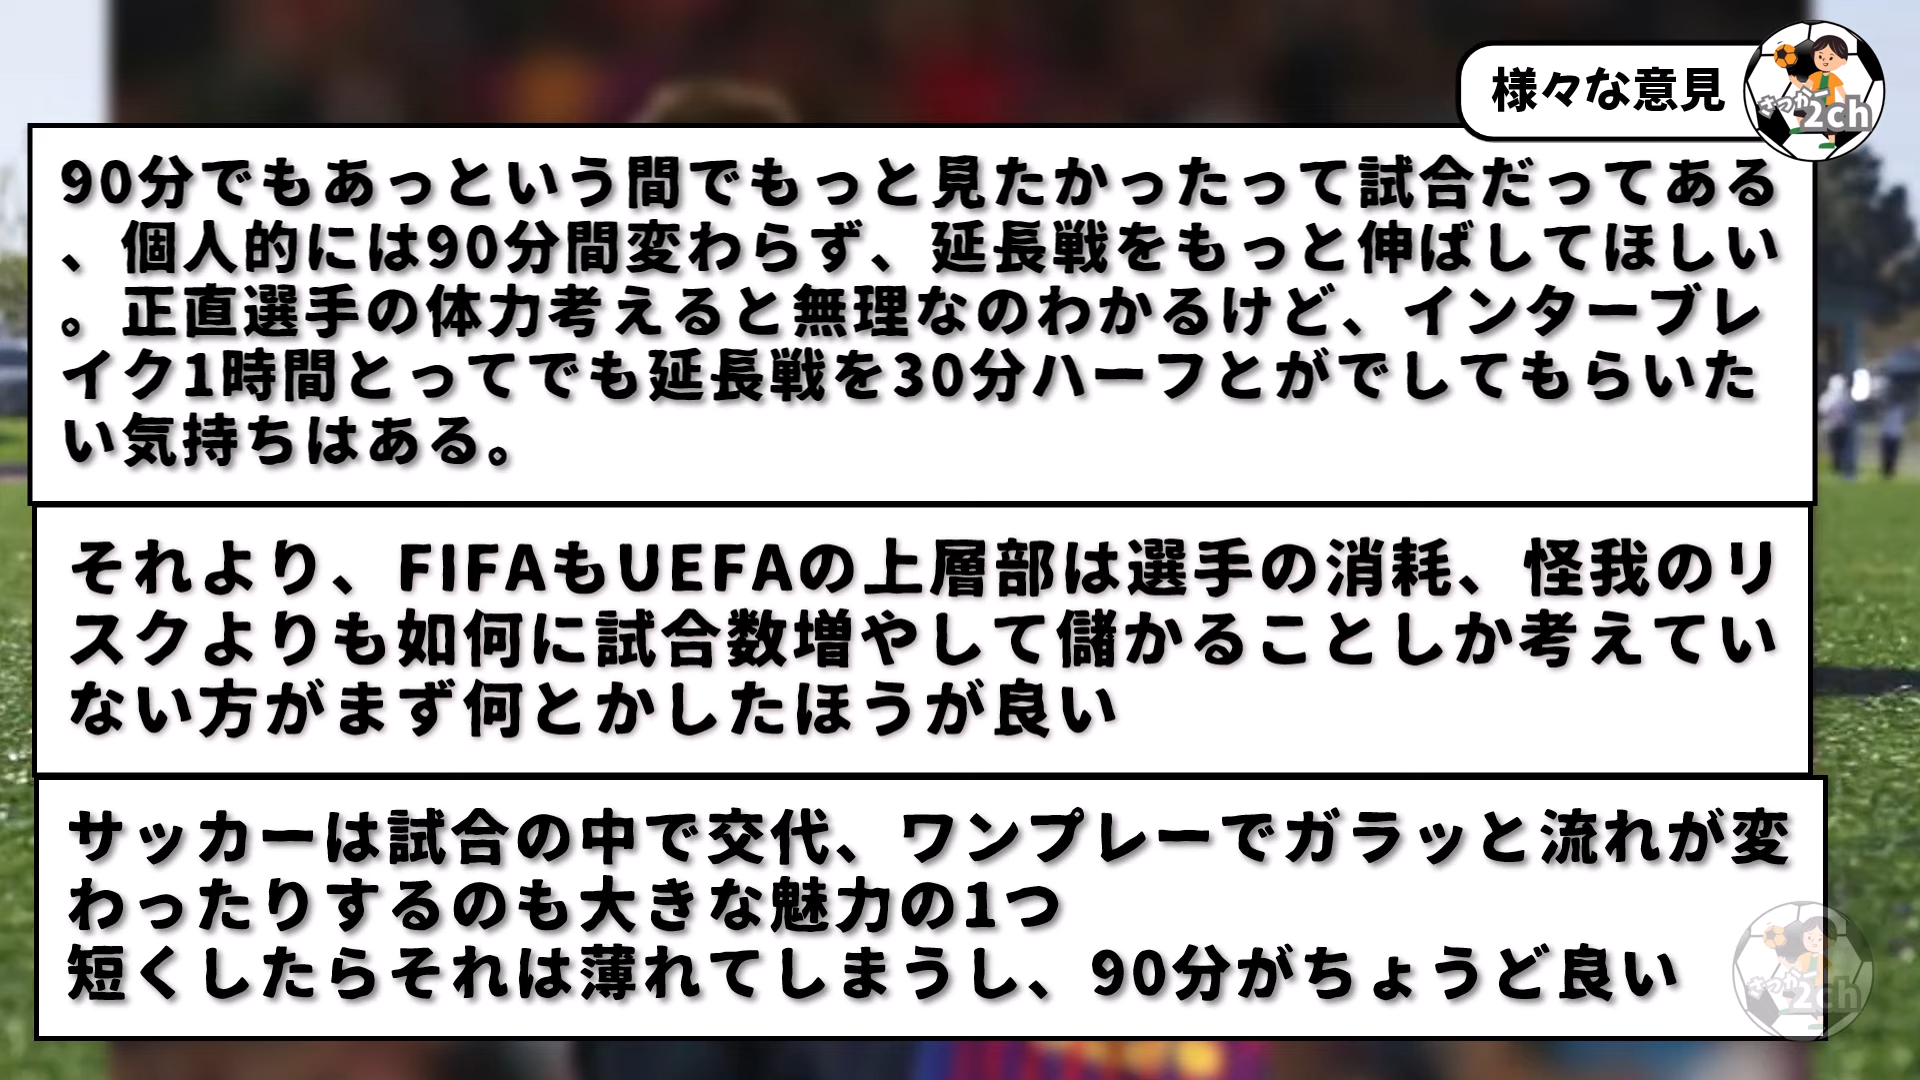 様々な意見
さっかー
2ch
90分でもあっという間でもっと見たかったって試合だってある
、個人的には90分間変わらず、延長戦をもっと伸ばしてほしい
。正直選手の体力考えると無理なのわかるけど、インターブレ
イク1時間とってでも延長戦を30分ハーフとがでしてもらいた
い気持ちはある。
それより、FIFAもUEFAの上層部は選手の消耗、怪我のリ
スクよりも如何に試合数増やして儲かることしか考えてい
ない方がまず何とかしたほうが良い
サッカーは試合の中で交代、ワンプレーでガラッと流れが変
わったりするのも大きな魅力の1つ
短くしたらそれは薄れてしまうし、90分がちょうど良い
さっかー
2ch